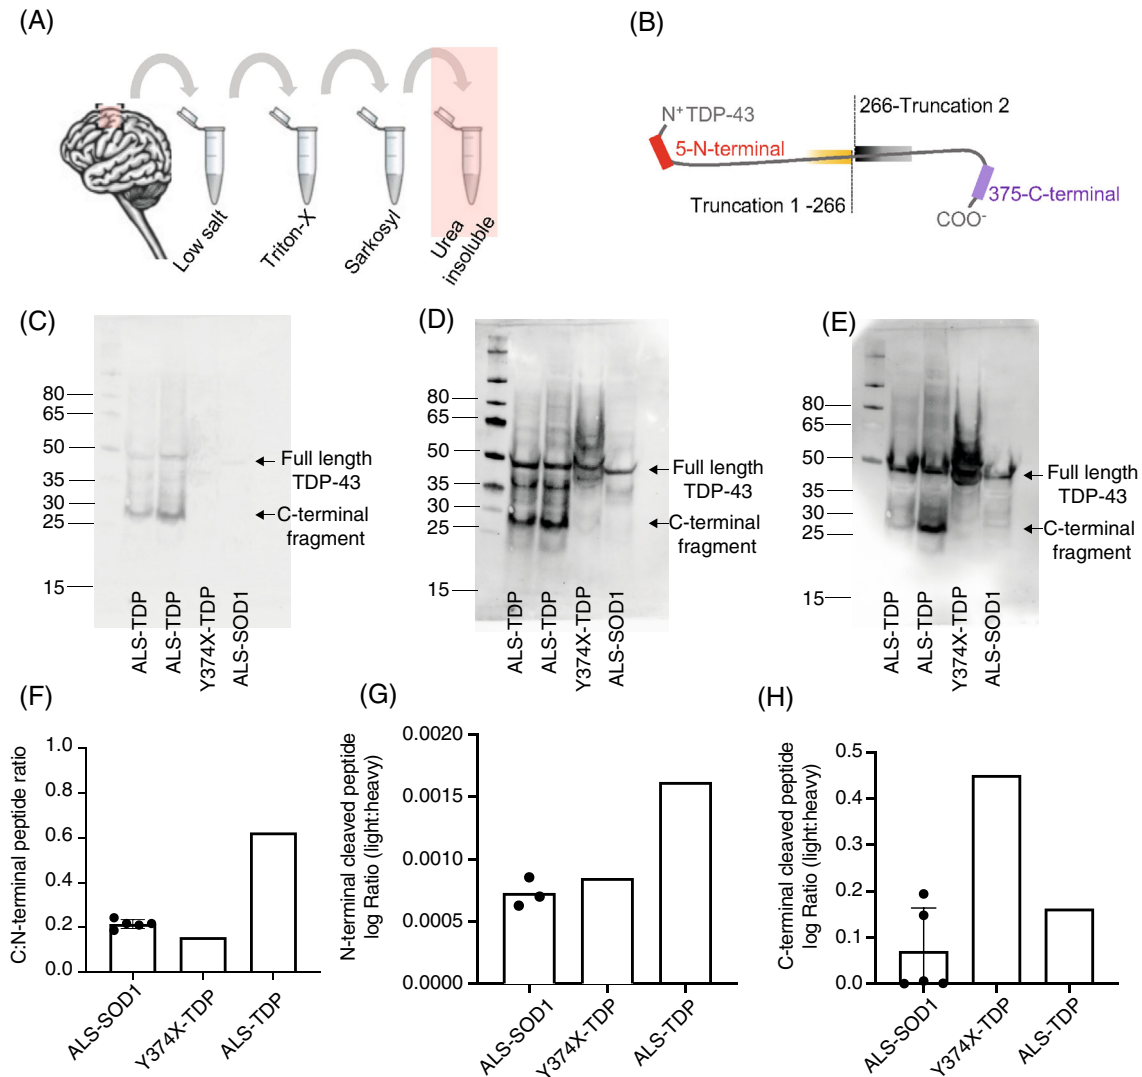 (A)
Low salt
Triton-X
Sarkosyl
Urea
insoluble
(B)
N⁺TDP-43
5-N-terminal
266-Truncation 2
Truncation 1 -266
375-C-terminal
COO⁻
(C)
80
65
50
35
30
25
15
Full length
TDP-43
C-terminal
fragment
ALS-TDP
ALS-TDP
Y374X-TDP
ALS-SOD1
(D)
80
65
50
35
30
25
15
Full length
TDP-43
C-terminal
fragment
ALS-TDP
ALS-TDP
Y374X-TDP
ALS-SOD1
(E)
80
65
50
35
30
25
15
Full length
TDP-43
C-terminal
fragment
ALS-TDP
ALS-TDP
Y374X-TDP
ALS-SOD1
(F)
C:N-terminal peptide ratio
1.0
0.8
0.6
0.4
0.2
0.0
ALS-SOD1
Y374X-TDP
ALS-TDP
(G)
N-terminal cleaved peptide
log Ratio (light:heavy)
0.0020
0.0015
0.0010
0.0005
0.0000
ALS-SOD1
Y374X-TDP
ALS-TDP
(H)
C-terminal cleaved peptide
log Ratio (light:heavy)
0.5
0.4
0.3
0.2
0.1
0.0
ALS-SOD1
Y374X-TDP
ALS-TDP